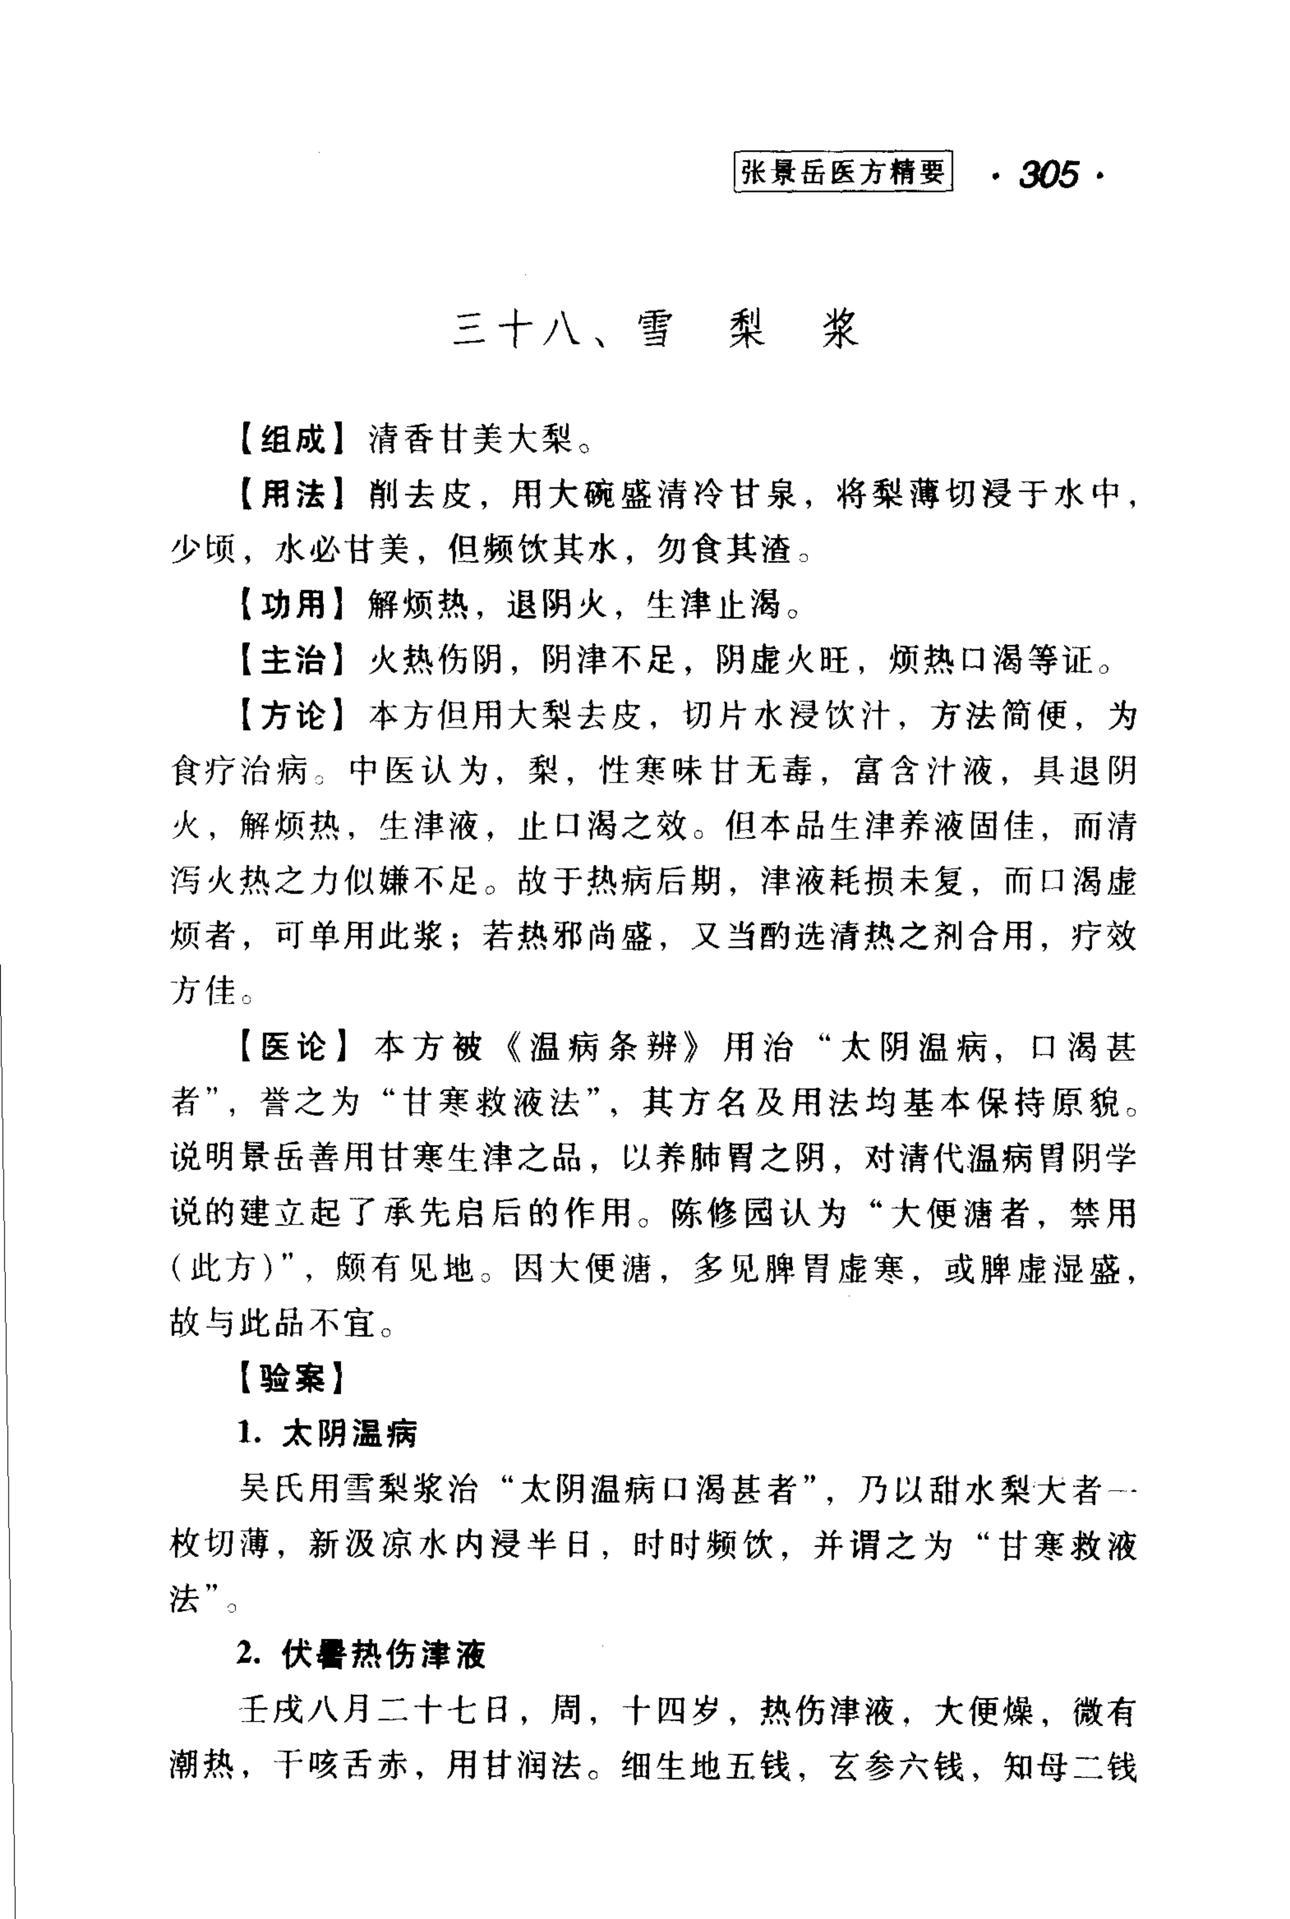 张景岳医方精要 · 305 ·
三十八、雪 梨 浆
【组成】清香甘美大梨。
【用法】削去皮，用大碗盛清冷甘泉，将梨薄切浸于水中，
少顷，水必甘美，但频饮其水，勿食其渣。
【功用】解烦热，退阴火，生津止渴。
【主治】火热伤阴，阴津不足，阴虚火旺，烦热口渴等证。
【方论】本方但用大梨去皮，切片水浸饮汁，方法简便，为
食疗治病。中医认为，梨，性寒味甘无毒，富含汁液，具退阴
火，解烦热，生津液，止口渴之效。但本品生津养液固佳，而清
泻火热之力似嫌不足。故于热病后期，津液耗损未复，而口渴虚
烦者，可单用此浆；若热邪尚盛，又当酌选清热之剂合用，疗效
方佳。
【医论】本方被《温病条辨》用治“太阴温病，口渴甚
者”，誉之为“甘寒救液法”，其方名及用法均基本保持原貌。
说明景岳善用甘寒生津之品，以养肺胃之阴，对清代温病胃阴学
说的建立起了承先启后的作用。陈修园认为“大便溏者，禁用
（此方）”，颇有见地。因大便溏，多见脾胃虚寒，或脾虚湿盛，
故与此品不宜。
【验案】
1. 太阴温病
吴氏用雪梨浆治“太阴温病口渴甚者”，乃以甜水梨大者一
枚切薄，新汲凉水内浸半日，时时频饮，并谓之为“甘寒救液
法”。
2. 伏暑热伤津液
壬戌八月二十七日，周，十四岁，热伤津液，大便燥，微有
潮热，干咳舌赤，用甘润法。细生地五钱，玄参六钱，知母二钱